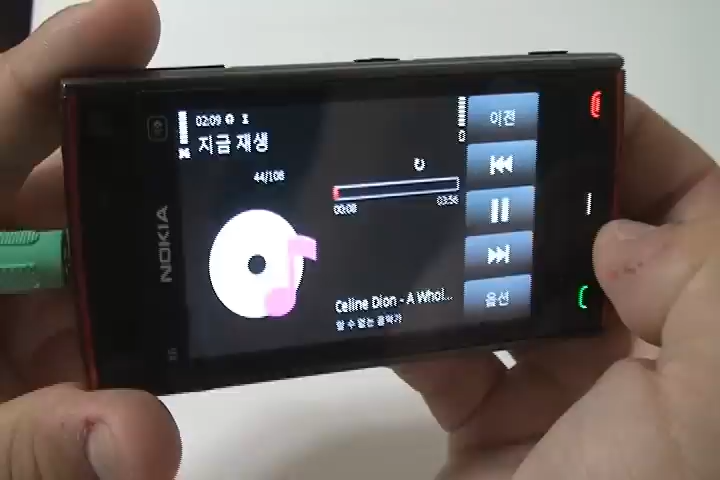 02:09
지금 재생
44/108
00:08
03:56
Celine Dion - A Whol...
알 수 없는 음악가
이전
옵션
NOKIA
X6